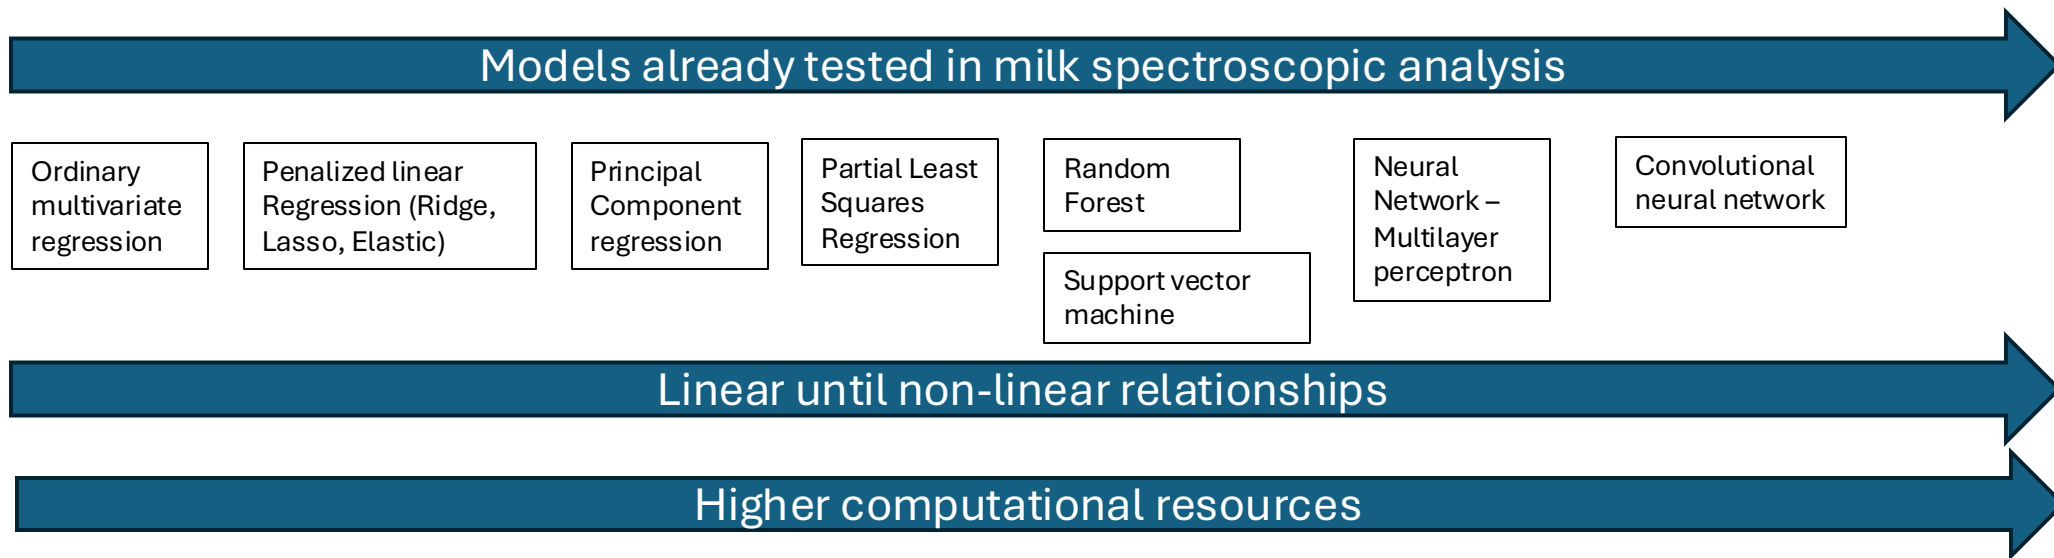 Models already tested in milk spectroscopic analysis
Ordinary
multivariate
regression
Penalized linear
Regression (Ridge,
Lasso, Elastic)
Principal
Component
regression
Partial Least
Squares
Regression
Random
Forest
Support vector
machine
Neural
Network –
Multilayer
perceptron
Convolutional
neural network
Linear until non-linear relationships
Higher computational resources